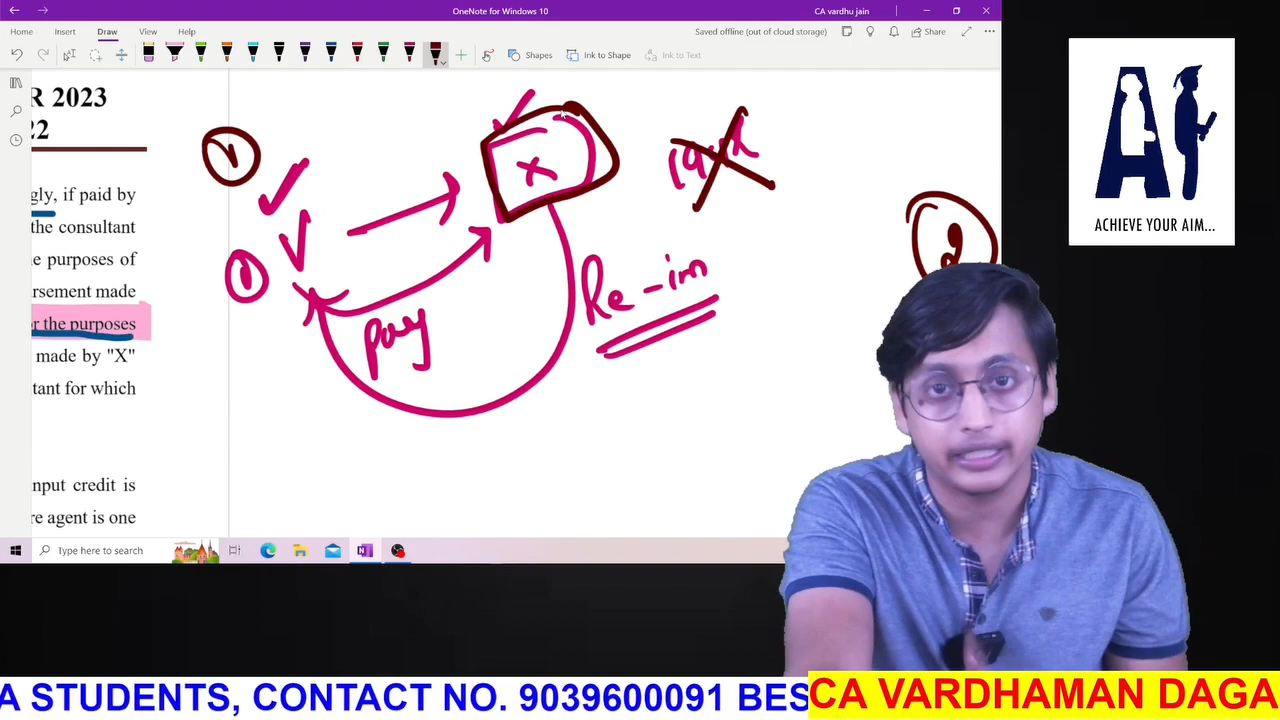 OneNote for Windows 10
CA vardhu jain
Home Insert Draw View Help
Saved offline (out of cloud storage)
Share
Shapes
Ink to Shape
Ink to Text
R 2023
22
gly, if paid by
the consultant
e purposes of
rsement made
or the purposes
made by "X"
tant for which
nput credit is
re agent is one
X
pay
Re-im
2
AI
ACHIEVE YOUR AIM...
Type here to search
A STUDENTS, CONTACT NO. 9039600091 BES
CA VARDHAMAN DAGA